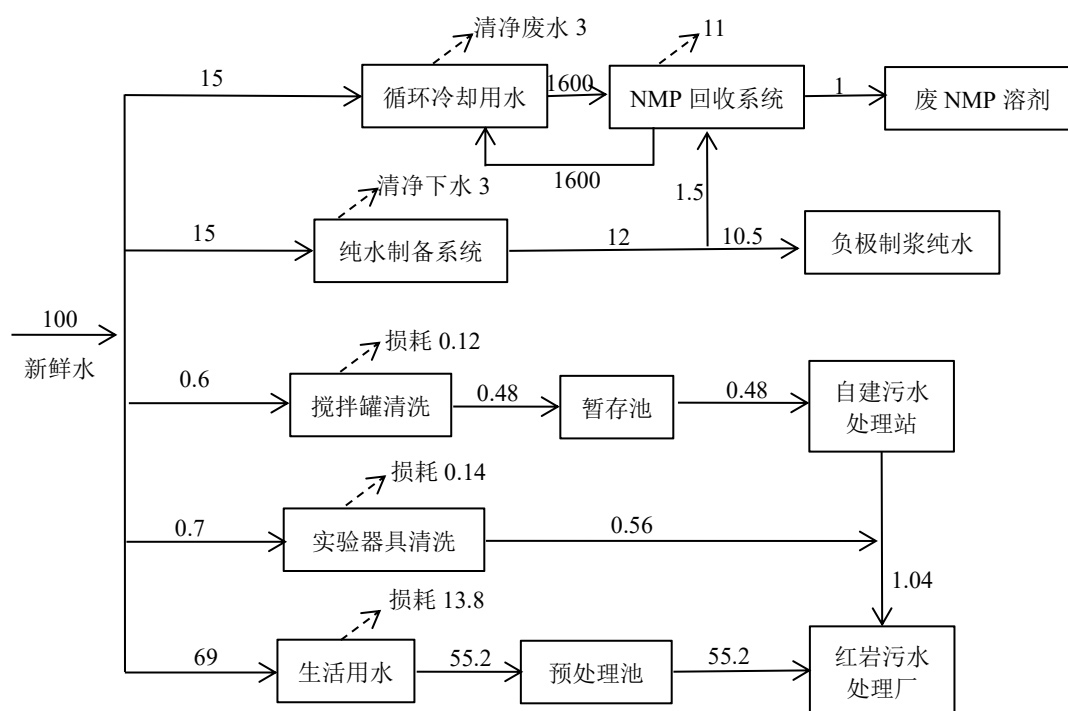 清净废水 3
11
15
循环冷却用水
1600
NMP 回收系统
1
废 NMP 溶剂
1600
清净下水 3
1.5
15
纯水制备系统
12
10.5
负极制浆纯水
100
新鲜水
损耗 0.12
0.6
搅拌罐清洗
0.48
暂存池
0.48
自建污水
处理站
损耗 0.14
0.7
实验器具清洗
0.56
1.04
损耗 13.8
69
生活用水
55.2
预处理池
55.2
红岩污水
处理厂